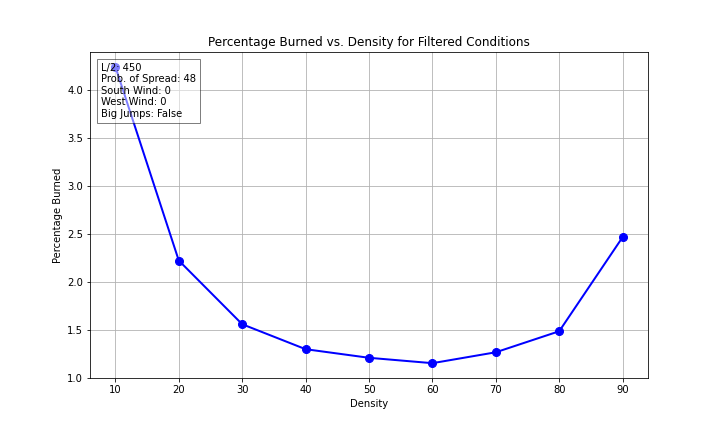 Percentage Burned vs. Density for Filtered Conditions
L/2: 450
Prob. of Spread: 48
South Wind: 0
West Wind: 0
Big Jumps: False
4.0
3.5
3.0
2.5
2.0
1.5
1.0
Percentage Burned
10 20 30 40 50 60 70 80 90
Density